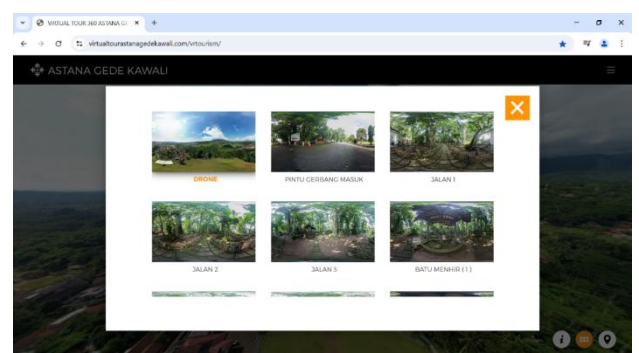 VIRTUAL TOUR 360 ASTANA GE
virtualtourastanagedekawali.com/vrtourism/
ASTANA GEDE KAWALI
DRONE
PINTU GERBANG MASUK
JALAN 1
JALAN 2
JALAN 3
BATU MENHIR ( 1 )